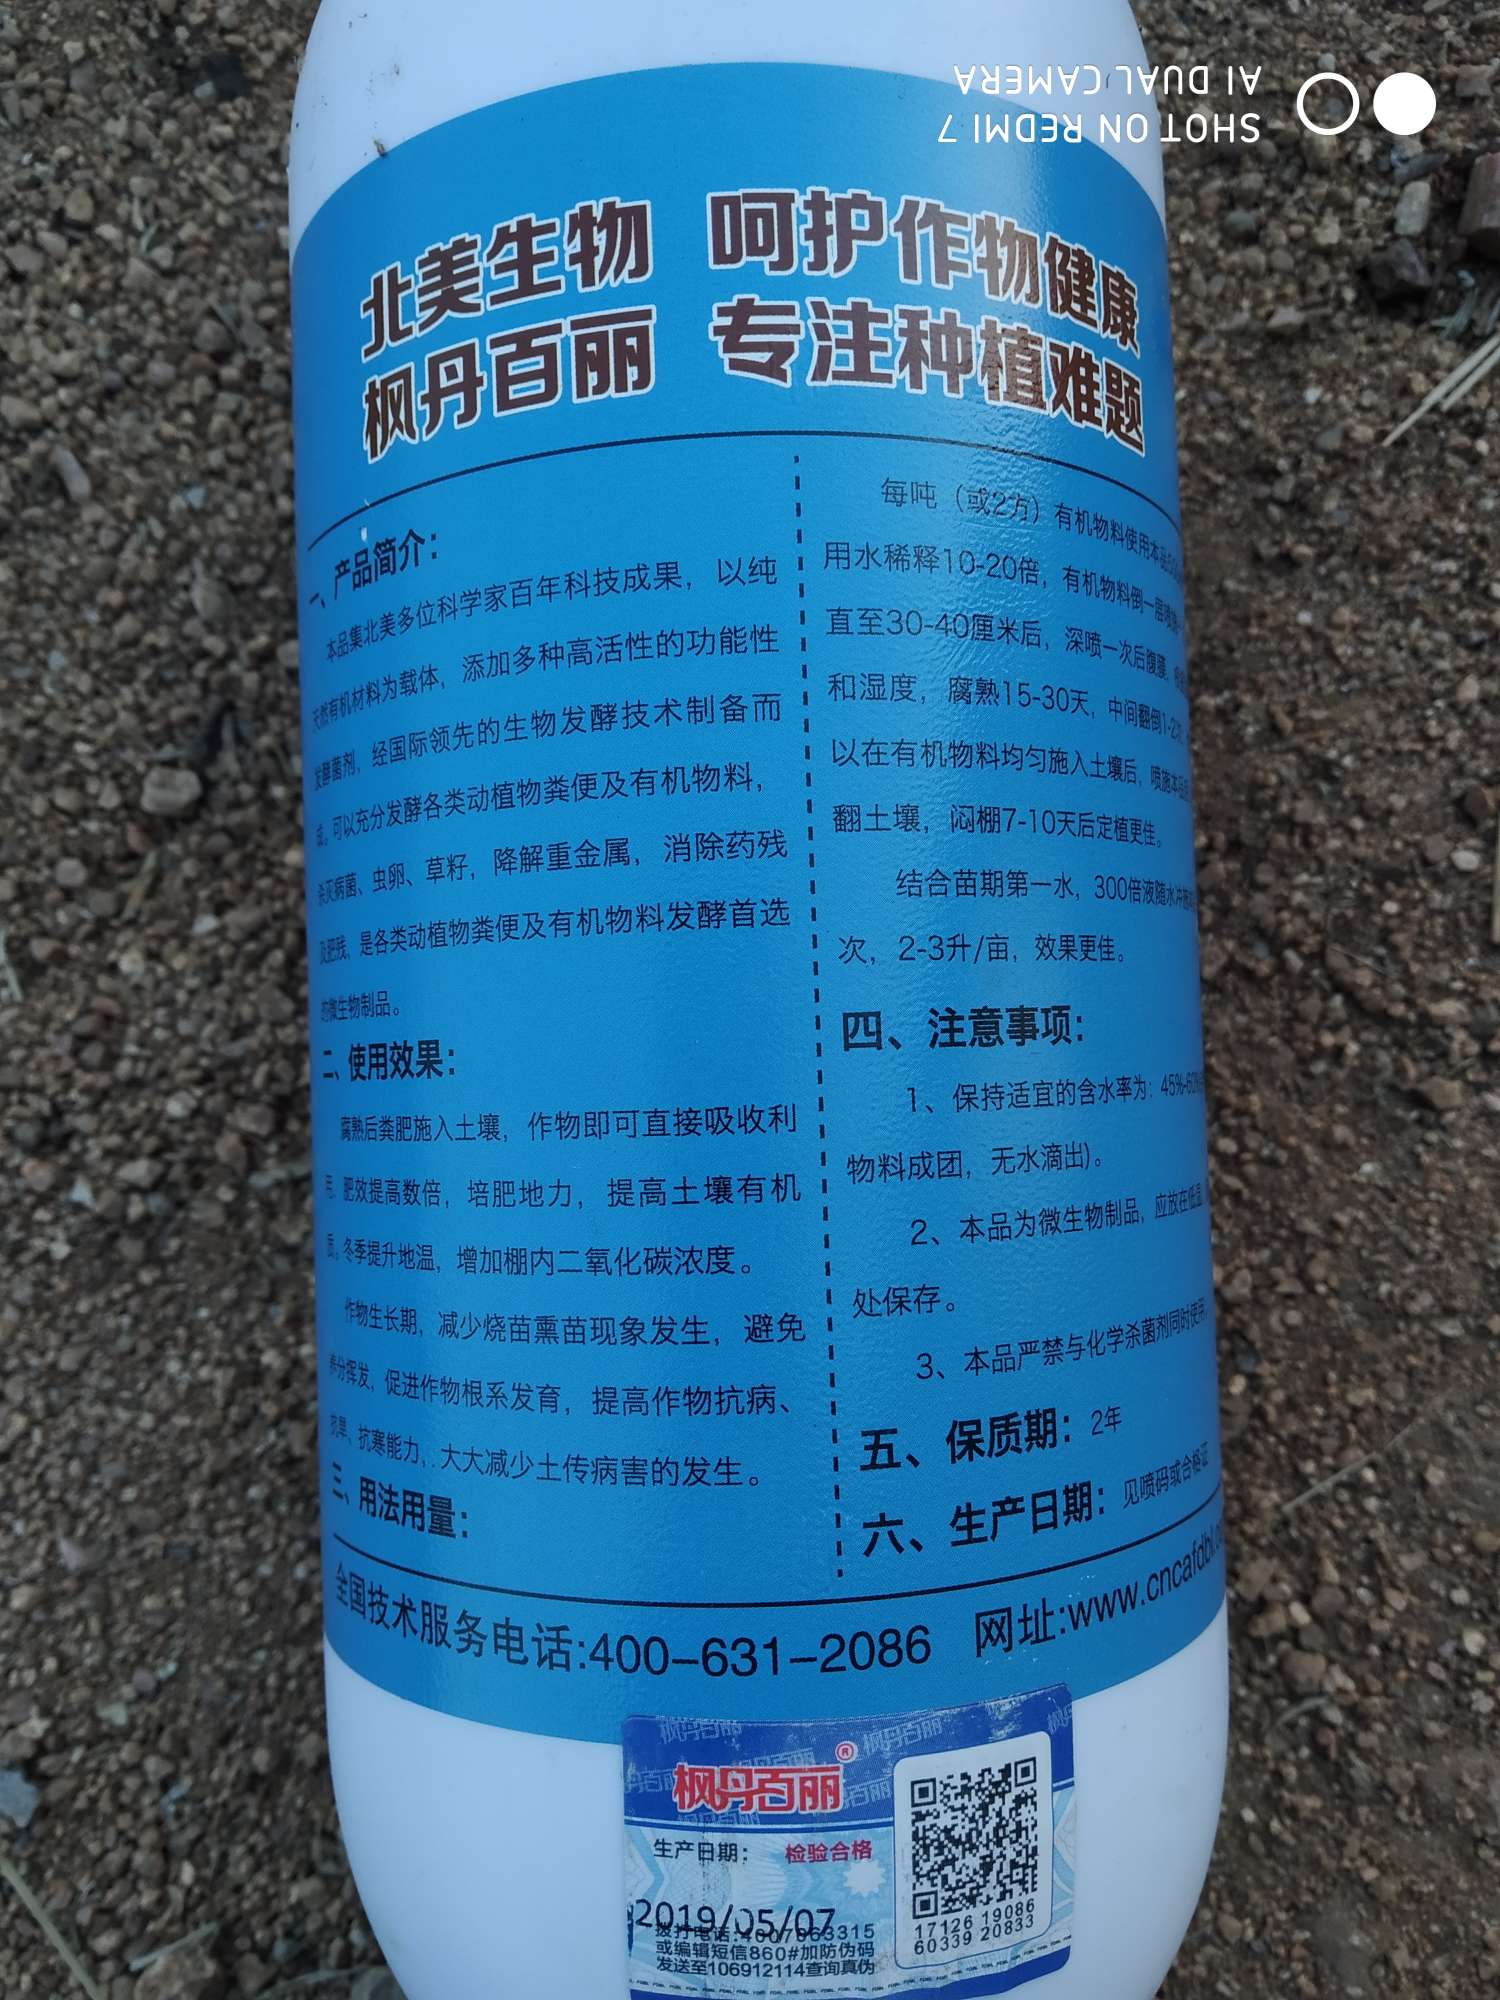 SHOT ON REDMI 7
AI DUAL CAMERA
北美生物 呵护作物健康
枫丹百丽 专注种植难题
一、产品简介：
本品集北美多位科学家百年科技成果，以纯
天然有机材料为载体，添加多种高活性的功能性
发酵菌剂，经国际领先的生物发酵技术制备而
成。可以充分发酵各类动植物粪便及有机物料，
杀灭病菌、虫卵、草籽，降解重金属，消除药残
及肥残，是各类动植物粪便及有机物料发酵首选
的微生物制品。
二、使用效果：
腐熟后粪肥施入土壤，作物即可直接吸收利
用，肥效提高数倍，培肥地力，提高土壤有机
质。冬季提升地温，增加棚内二氧化碳浓度。
作物生长期，减少烧苗熏苗现象发生，避免
养分挥发，促进作物根系发育，提高作物抗病、
抗旱、抗寒能力，大大减少土传病害的发生。
三、用法用量：
每吨（或2方）有机物料使用本品
用水稀释10-20倍，有机物料倒一层喷施
直至30-40厘米后，深喷一次后腹膜，
和湿度，腐熟15-30天，中间翻倒1-2次，
以在有机物料均匀施入土壤后，喷施本品
翻土壤，闷棚7-10天后定植更佳。
结合苗期第一水，300倍液随水冲施
次，2-3升/亩，效果更佳。
四、注意事项：
1、保持适宜的含水率为：45%-60%
物料成团，无水滴出)。
2、本品为微生物制品，应放在低温
处保存。
3、本品严禁与化学杀菌剂同时使用，
五、保质期：2年
六、生产日期：见喷码或合格证
全国技术服务电话:400-631-2086 网址:www.cncafdbl.c
枫丹百丽®
生产日期： 检验合格
2019/05/07
拨打电话:4007063315
或编辑短信860#加防伪码
发送至106912114查询真伪
17126 19086
60339 20833